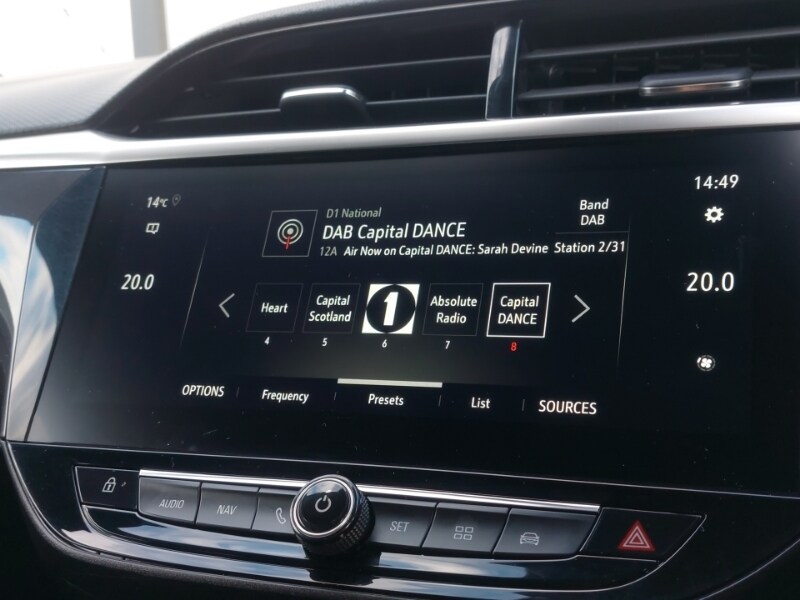 14°C
14:49
D1 National
DAB Capital DANCE
12A Air Now on Capital DANCE: Sarah Devine Station 2/31
Band
DAB
20.0
20.0
Heart
4
Capital
Scotland
5
1
6
Absolute
Radio
7
Capital
DANCE
8
OPTIONS
Frequency
Presets
List
SOURCES
AUDIO
NAV
SET